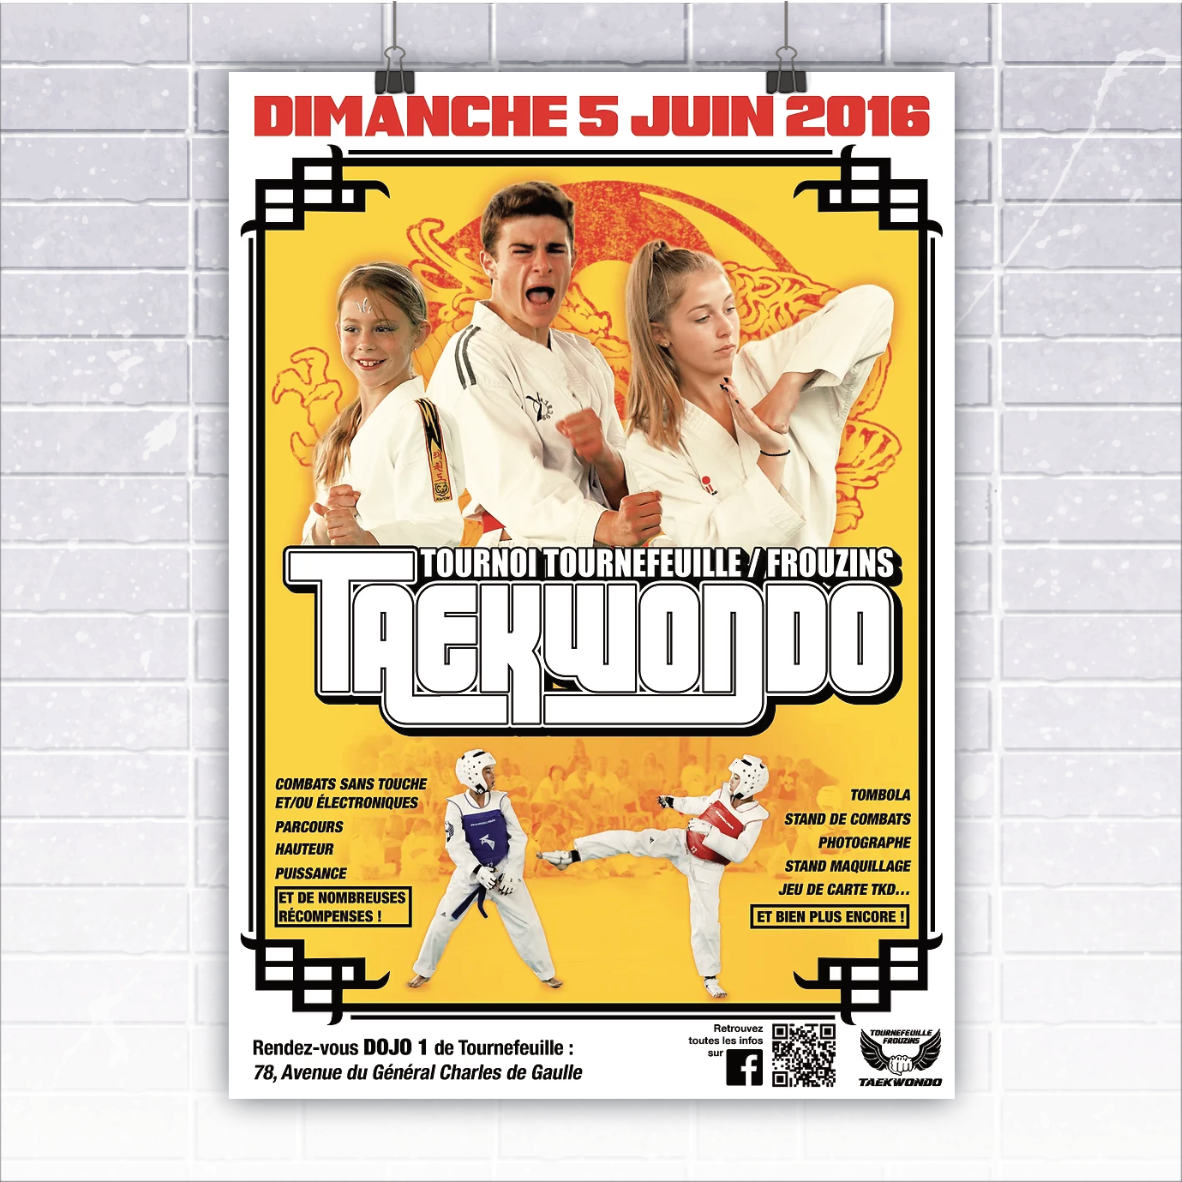 DIMANCHE 5 JUIN 2016
TOURNOI TOURNEFEUILLE / FROUZINS
TAEKWONDO
COMBATS SANS TOUCHE
ET/OU ÉLECTRONIQUES
PARCOURS
HAUTEUR
PUISSANCE
ET DE NOMBREUSES
RÉCOMPENSES !
TOMBOLA
STAND DE COMBATS
PHOTOGRAPHE
STAND MAQUILLAGE
JEU DE CARTE TKD...
ET BIEN PLUS ENCORE !
Rendez-vous DOJO 1 de Tournefeuille :
78, Avenue du Général Charles de Gaulle
Retrouvez
toutes les infos
sur f
TOURNEFEUILLE
FROUZINS
TAEKWONDO